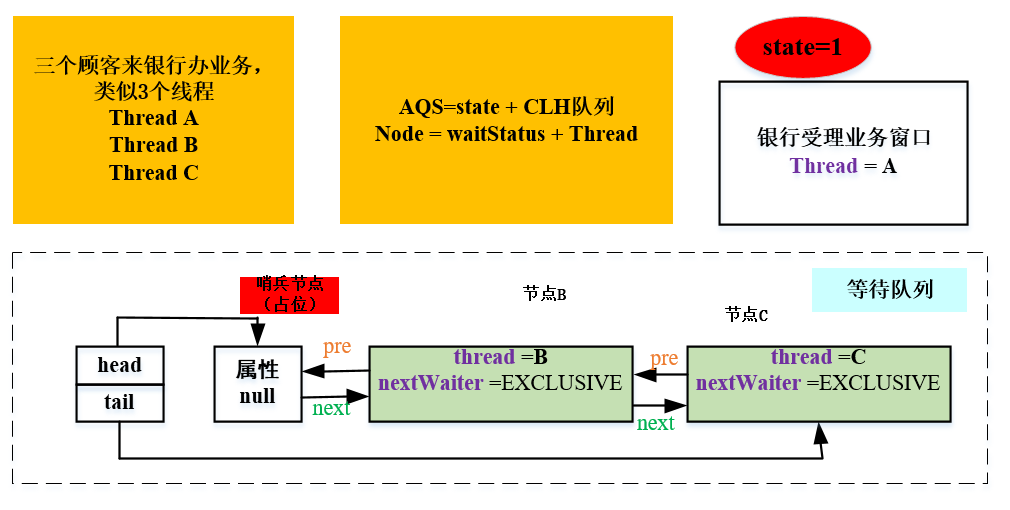 三个顾客来银行办业务，
类似3个线程
Thread A
Thread B
Thread C
AQS=state + CLH队列
Node = waitStatus + Thread
state=1
银行受理业务窗口
Thread = A
哨兵节点
（占位）
节点B
节点C
等待队列
head
tail
属性
null
pre
next
thread =B
nextWaiter =EXCLUSIVE
pre
next
thread =C
nextWaiter =EXCLUSIVE